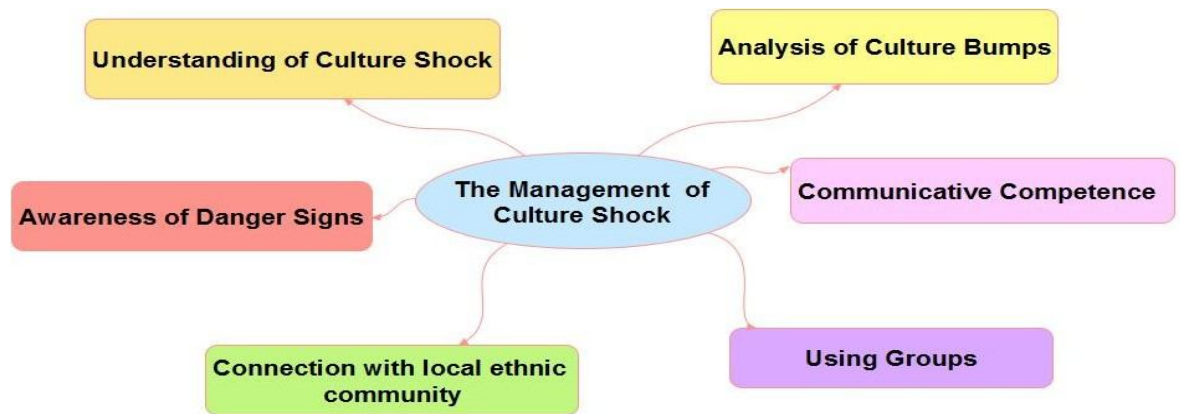 Understanding of Culture Shock
Analysis of Culture Bumps
The Management of
Culture Shock
Communicative Competence
Awareness of Danger Signs
Connection with local ethnic
community
Using Groups